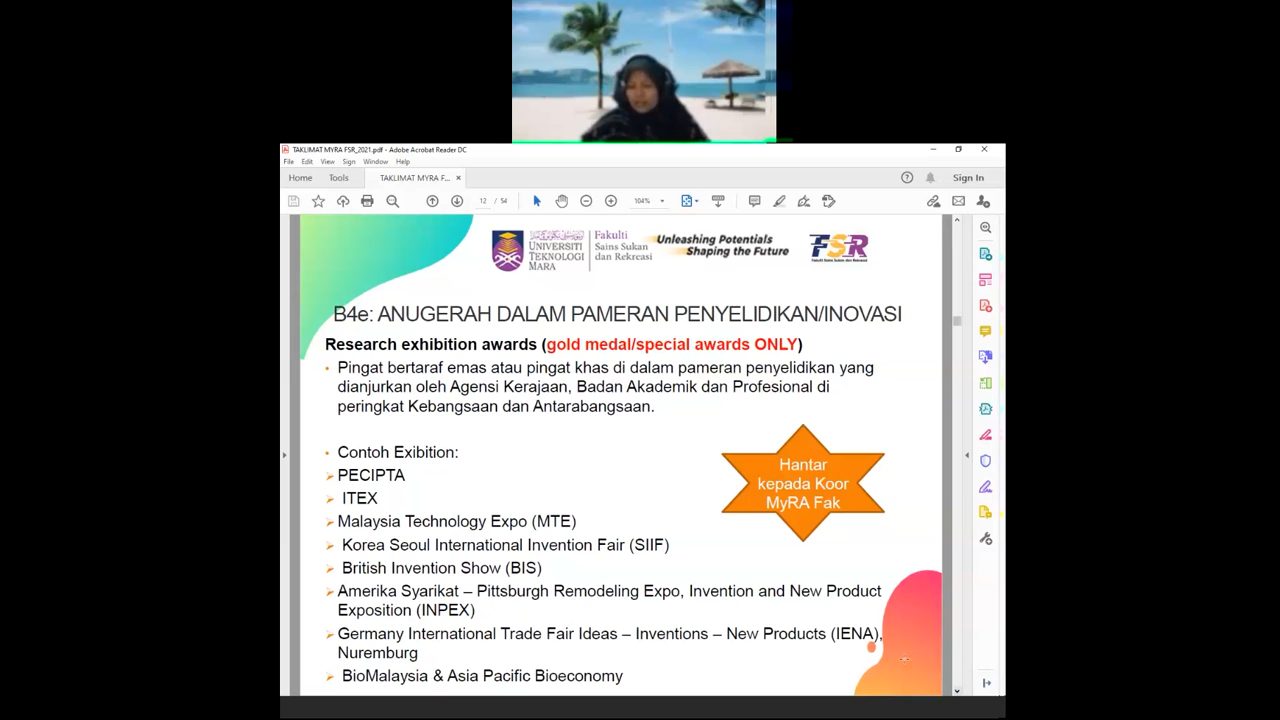 TAKLIMAT MYRA FSR_2021.pdf - Adobe Acrobat Reader DC
File Edit View Sign Window Help
Home Tools TAKLIMAT MYRA F... × Sign In
12 / 54 104%
UNIVERSITI
TEKNOLOGI
MARA
Fakulti
Sains Sukan
dan Rekreasi
Unleashing Potentials
Shaping the Future
FSR
Fakulti Sains Sukan dan Rekreasi
B4e: ANUGERAH DALAM PAMERAN PENYELIDIKAN/INOVASI
Research exhibition awards (gold medal/special awards ONLY)
• Pingat bertaraf emas atau pingat khas di dalam pameran penyelidikan yang
dianjurkan oleh Agensi Kerajaan, Badan Akademik dan Profesional di
peringkat Kebangsaan dan Antarabangsaan.
• Contoh Exibition:
➢ PECIPTA
➢ ITEX
➢ Malaysia Technology Expo (MTE)
➢ Korea Seoul International Invention Fair (SIIF)
➢ British Invention Show (BIS)
➢ Amerika Syarikat – Pittsburgh Remodeling Expo, Invention and New Product
Exposition (INPEX)
➢ Germany International Trade Fair Ideas – Inventions – New Products (IENA),
Nuremburg
➢ BioMalaysia & Asia Pacific Bioeconomy
Hantar
kepada Koor
MyRA Fak